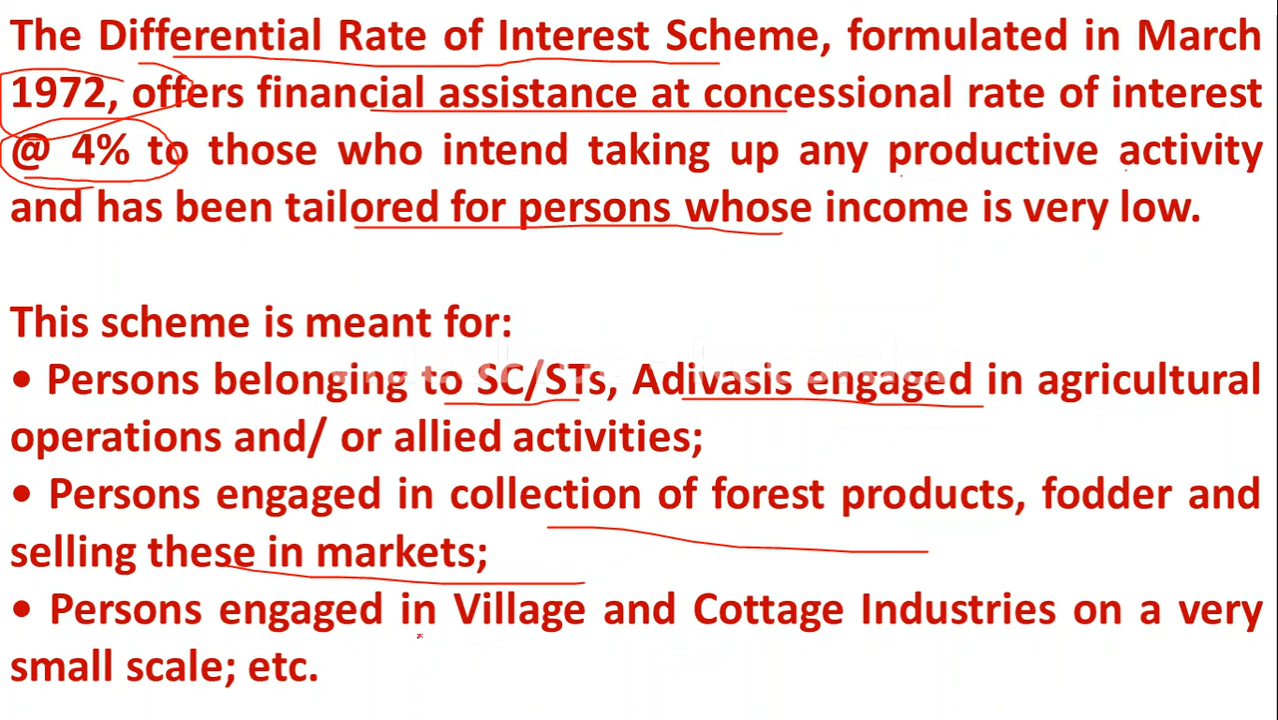 The Differential Rate of Interest Scheme, formulated in March
1972, offers financial assistance at concessional rate of interest
@ 4% to those who intend taking up any productive activity
and has been tailored for persons whose income is very low.
This scheme is meant for:
• Persons belonging to SC/STs, Adivasis engaged in agricultural
operations and/ or allied activities;
• Persons engaged in collection of forest products, fodder and
selling these in markets;
• Persons engaged in Village and Cottage Industries on a very
small scale; etc.